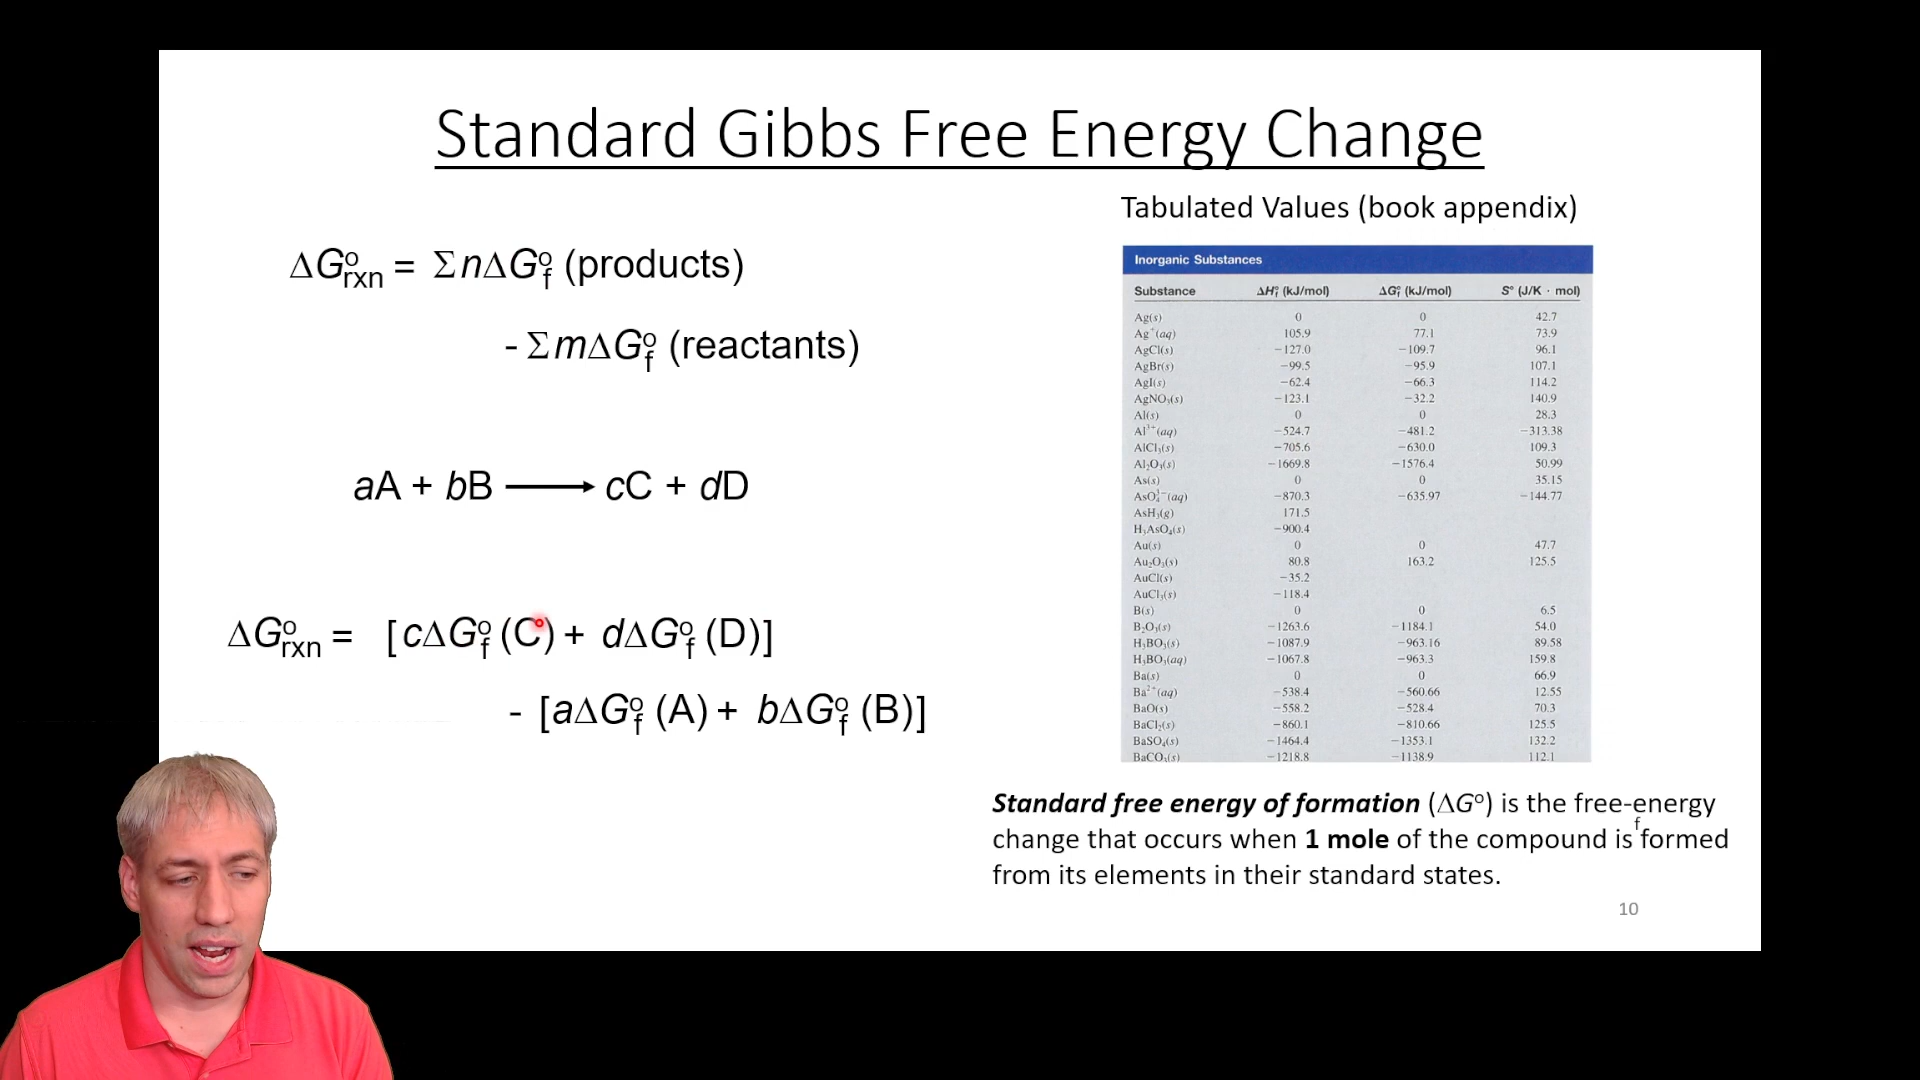 Standard Gibbs Free Energy Change
ΔG°rxn = ΣnΔG°f (products)
- ΣmΔG°f (reactants)
aA + bB ⟶ cC + dD
ΔG°rxn = [cΔG°f (C) + dΔG°f (D)]
- [aΔG°f (A) + bΔG°f (B)]
Tabulated Values (book appendix)
Inorganic Substances
Substance ΔH°f (kJ/mol) ΔG°f (kJ/mol) S° (J/K · mol)
Ag(s) 0 0 42.7
Ag⁺(aq) 105.9 77.1 73.9
AgCl(s) −127.0 −109.7 96.1
AgBr(s) −99.5 −95.9 107.1
AgI(s) −62.4 −66.3 114.2
AgNO₃(s) −123.1 −32.2 140.9
Al(s) 0 0 28.3
Al³⁺(aq) −524.7 −481.2 −313.38
AlCl₃(s) −705.6 −630.0 109.3
Al₂O₃(s) −1669.8 −1576.4 50.99
As(s) 0 0 35.15
AsO₄³⁻(aq) −870.3 −635.97 −144.77
AsH₃(g) 171.5
H₃AsO₄(s) −900.4
Au(s) 0 0 47.7
Au₂O₃(s) 80.8 163.2 125.5
AuCl(s) −35.2
AuCl₃(s) −118.4
B(s) 0 0 6.5
B₂O₃(s) −1263.6 −1184.1 54.0
H₃BO₃(s) −1087.9 −963.16 89.58
H₃BO₃(aq) −1067.8 −963.3 159.8
Ba(s) 0 0 66.9
Ba²⁺(aq) −538.4 −560.66 12.55
BaO(s) −558.2 −528.4 70.3
BaCl₂(s) −860.1 −810.66 125.5
BaSO₄(s) −1464.4 −1353.1 132.2
BaCO₃(s) −1218.8 −1138.9 112.1
Standard free energy of formation (ΔG°) is the free-energy
f
change that occurs when 1 mole of the compound is formed
from its elements in their standard states.
10